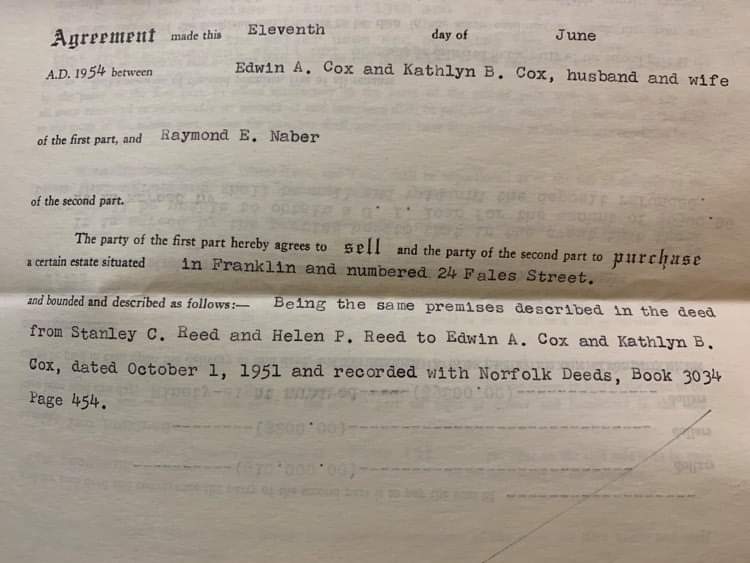 Agreement made this Eleventh day of June
A.D. 1954 between Edwin A. Cox and Kathlyn B. Cox, husband and wife
of the first part, and Raymond E. Naber
of the second part.
The party of the first part hereby agrees to sell and the party of the second part to purchase
a certain estate situated in Franklin and numbered 24 Fales Street.
and bounded and described as follows:— Being the same premises described in the deed
from Stanley C. Reed and Helen P. Reed to Edwin A. Cox and Kathlyn B.
Cox, dated October 1, 1951 and recorded with Norfolk Deeds, Book 3034
Page 454.